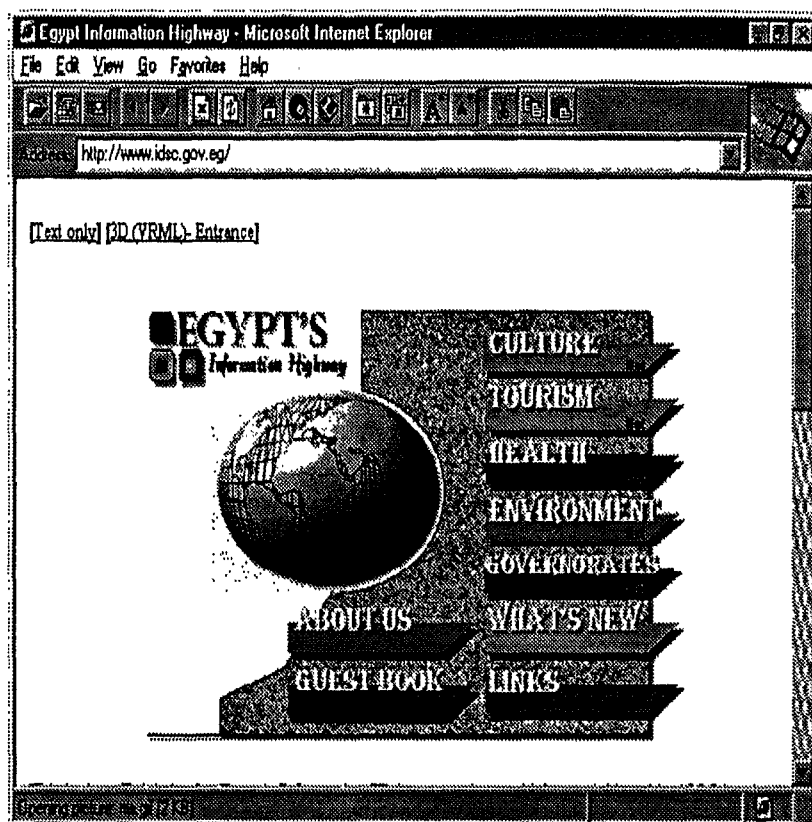 Egypt Information Highway - Microsoft Internet Explorer
File Edit View Go Favorites Help
Address: http://www.idsc.gov.eg/
[Text only] [3D (VRML)- Entrance]
EGYPT'S
Information Highway
CULTURE
TOURISM
HEALTH
ENVIRONMENT
GOVERNORATES
ABOUT US
WHAT'S NEW
GUEST BOOK
LINKS
Opening picture: